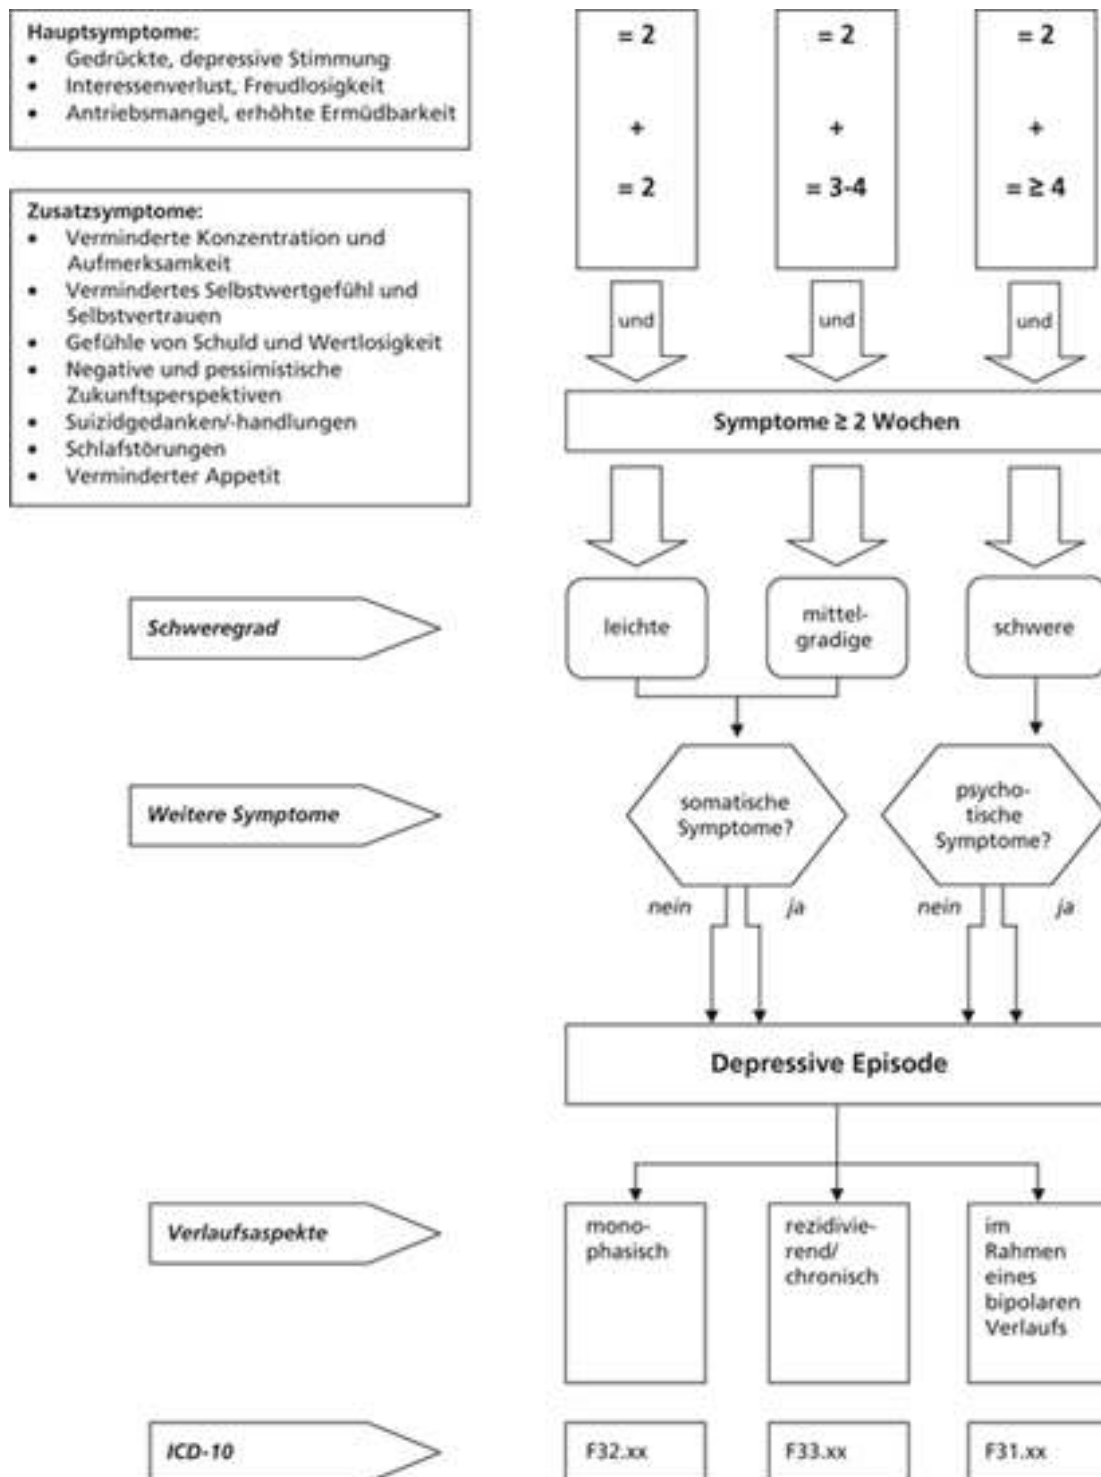 Hauptsymptome:
• Gedrückte, depressive Stimmung
• Interessenverlust, Freudlosigkeit
• Antriebsmangel, erhöhte Ermüdbarkeit
Zusatzsymptome:
• Verminderte Konzentration und
Aufmerksamkeit
• Vermindertes Selbstwertgefühl und
Selbstvertrauen
• Gefühle von Schuld und Wertlosigkeit
• Negative und pessimistische
Zukunftsperspektiven
• Suizidgedanken/-handlungen
• Schlafstörungen
• Verminderter Appetit
= 2
+
= 2
= 2
+
= 3-4
= 2
+
= ≥ 4
und
und
und
Symptome ≥ 2 Wochen
Schweregrad
leichte
mittel-
gradige
schwere
Weitere Symptome
somatische
Symptome?
psycho-
tische
Symptome?
nein
ja
nein
ja
Depressive Episode
Verlaufsaspekte
mono-
phasisch
rezidivie-
rend/
chronisch
im
Rahmen
eines
bipolaren
Verlaufs
ICD-10
F32.xx
F33.xx
F31.xx